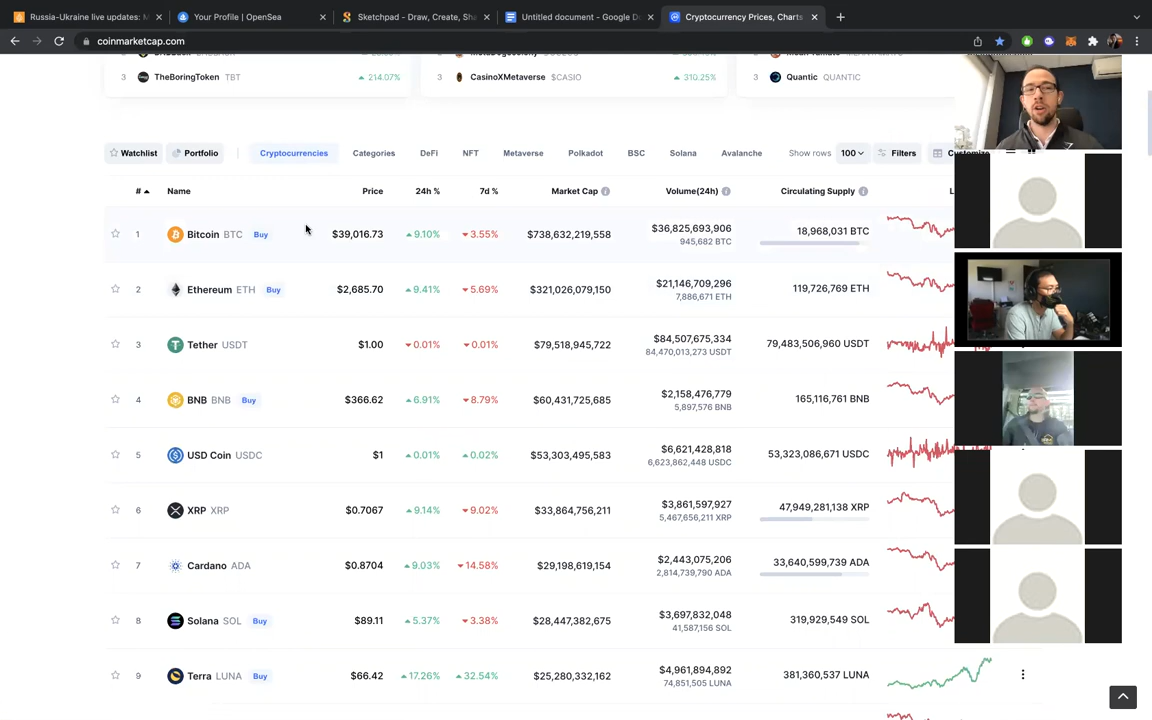 Russia-Ukraine live updates: M
Your Profile | OpenSea
Sketchpad - Draw, Create, Sha
Untitled document - Google Do
Cryptocurrency Prices, Charts
coinmarketcap.com
3 TheBoringToken TBT 214.07%
3 CasinoXMetaverse $CASIO 310.25%
3 Quantic QUANTIC
Watchlist Portfolio Cryptocurrencies Categories DeFi NFT Metaverse Polkadot BSC Solana Avalanche Show rows 100 Filters Customize
# Name Price 24h % 7d % Market Cap Volume(24h) Circulating Supply L
1 Bitcoin BTC Buy $39,016.73 9.10% 3.55% $738,632,219,558 $36,825,693,906 18,968,031 BTC
945,682 BTC
2 Ethereum ETH Buy $2,685.70 9.41% 5.69% $321,026,079,150 $21,146,709,296 119,726,769 ETH
7,886,671 ETH
3 Tether USDT $1.00 0.01% 0.01% $79,518,945,722 $84,507,675,334 79,483,506,960 USDT
84,470,013,273 USDT
4 BNB BNB Buy $366.62 6.91% 8.79% $60,431,725,685 $2,158,476,779 165,116,761 BNB
5,897,576 BNB
5 USD Coin USDC $1 0.01% 0.02% $53,303,495,583 $6,621,428,818 53,323,086,671 USDC
6,623,862,448 USDC
6 XRP XRP $0.7067 9.14% 9.02% $33,864,756,211 $3,861,597,927 47,949,281,138 XRP
5,467,656,211 XRP
7 Cardano ADA $0.8704 9.03% 14.58% $29,198,619,154 $2,443,075,206 33,640,599,739 ADA
2,814,739,790 ADA
8 Solana SOL Buy $89.11 5.37% 3.38% $28,447,382,675 $3,697,832,048 319,929,549 SOL
41,587,156 SOL
9 Terra LUNA Buy $66.42 17.26% 32.54% $25,280,332,162 $4,961,894,892 381,360,537 LUNA
74,851,505 LUNA